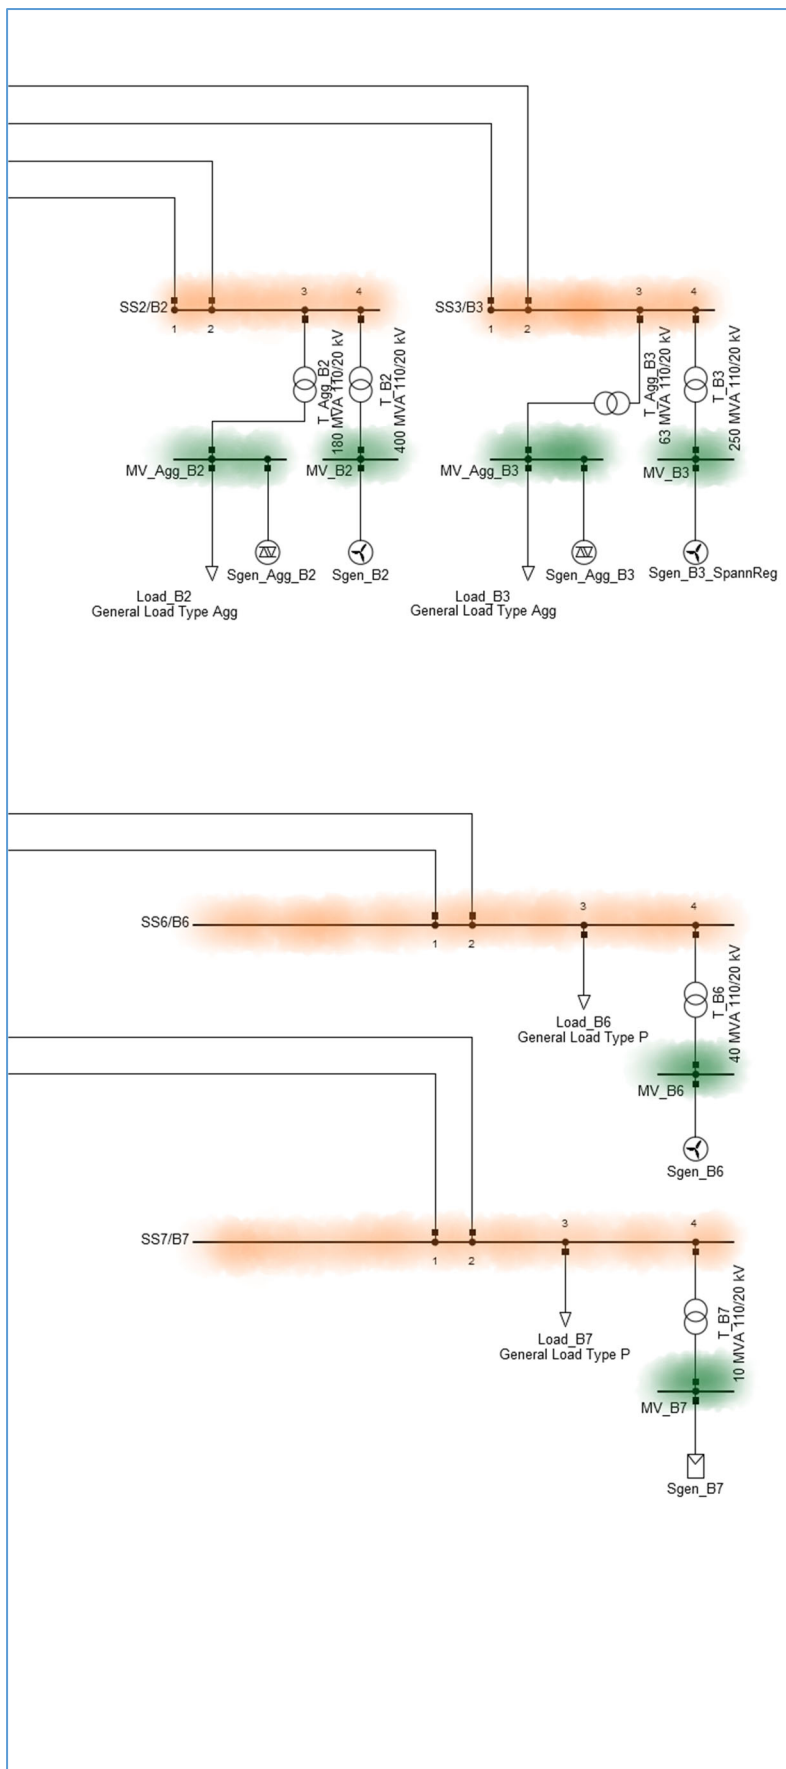 3
4
3
4
SS2/B2
SS3/B3
1
2
1
2
T_Agg_B2
180 MVA 110/20 kV
T_B2
400 MVA 110/20 kV
T_Agg_B3
63 MVA 110/20 kV
T_B3
250 MVA 110/20 kV
MV_Agg_B2
MV_B2
MV_Agg_B3
MV_B3
Sgen_Agg_B2
Sgen_B2
Sgen_Agg_B3
Sgen_B3_SpannReg
Load_B2
General Load Type Agg
Load_B3
General Load Type Agg
3
4
SS6/B6
1
2
T_B6
40 MVA 110/20 kV
Load_B6
General Load Type P
MV_B6
Sgen_B6
3
4
SS7/B7
1
2
T_B7
10 MVA 110/20 kV
Load_B7
General Load Type P
MV_B7
Sgen_B7